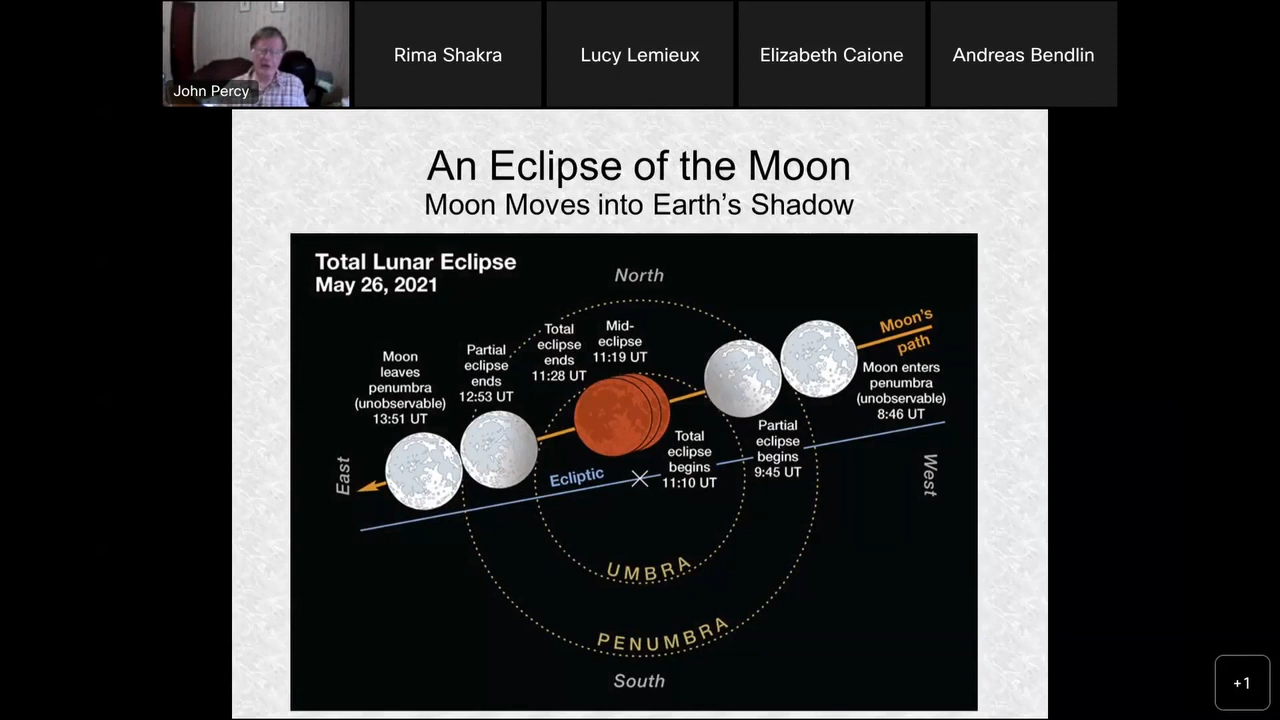 John Percy
Rima Shakra
Lucy Lemieux
Elizabeth Caione
Andreas Bendlin
An Eclipse of the Moon
Moon Moves into Earth's Shadow
Total Lunar Eclipse
May 26, 2021
North
Moon
leaves
penumbra
(unobservable)
13:51 UT
Partial
eclipse
ends
12:53 UT
Total
eclipse
ends
11:28 UT
Mid-
eclipse
11:19 UT
Total
eclipse
begins
11:10 UT
Partial
eclipse
begins
9:45 UT
Moon's
path
Moon enters
penumbra
(unobservable)
8:46 UT
East
Ecliptic
West
UMBRA
PENUMBRA
South
+1